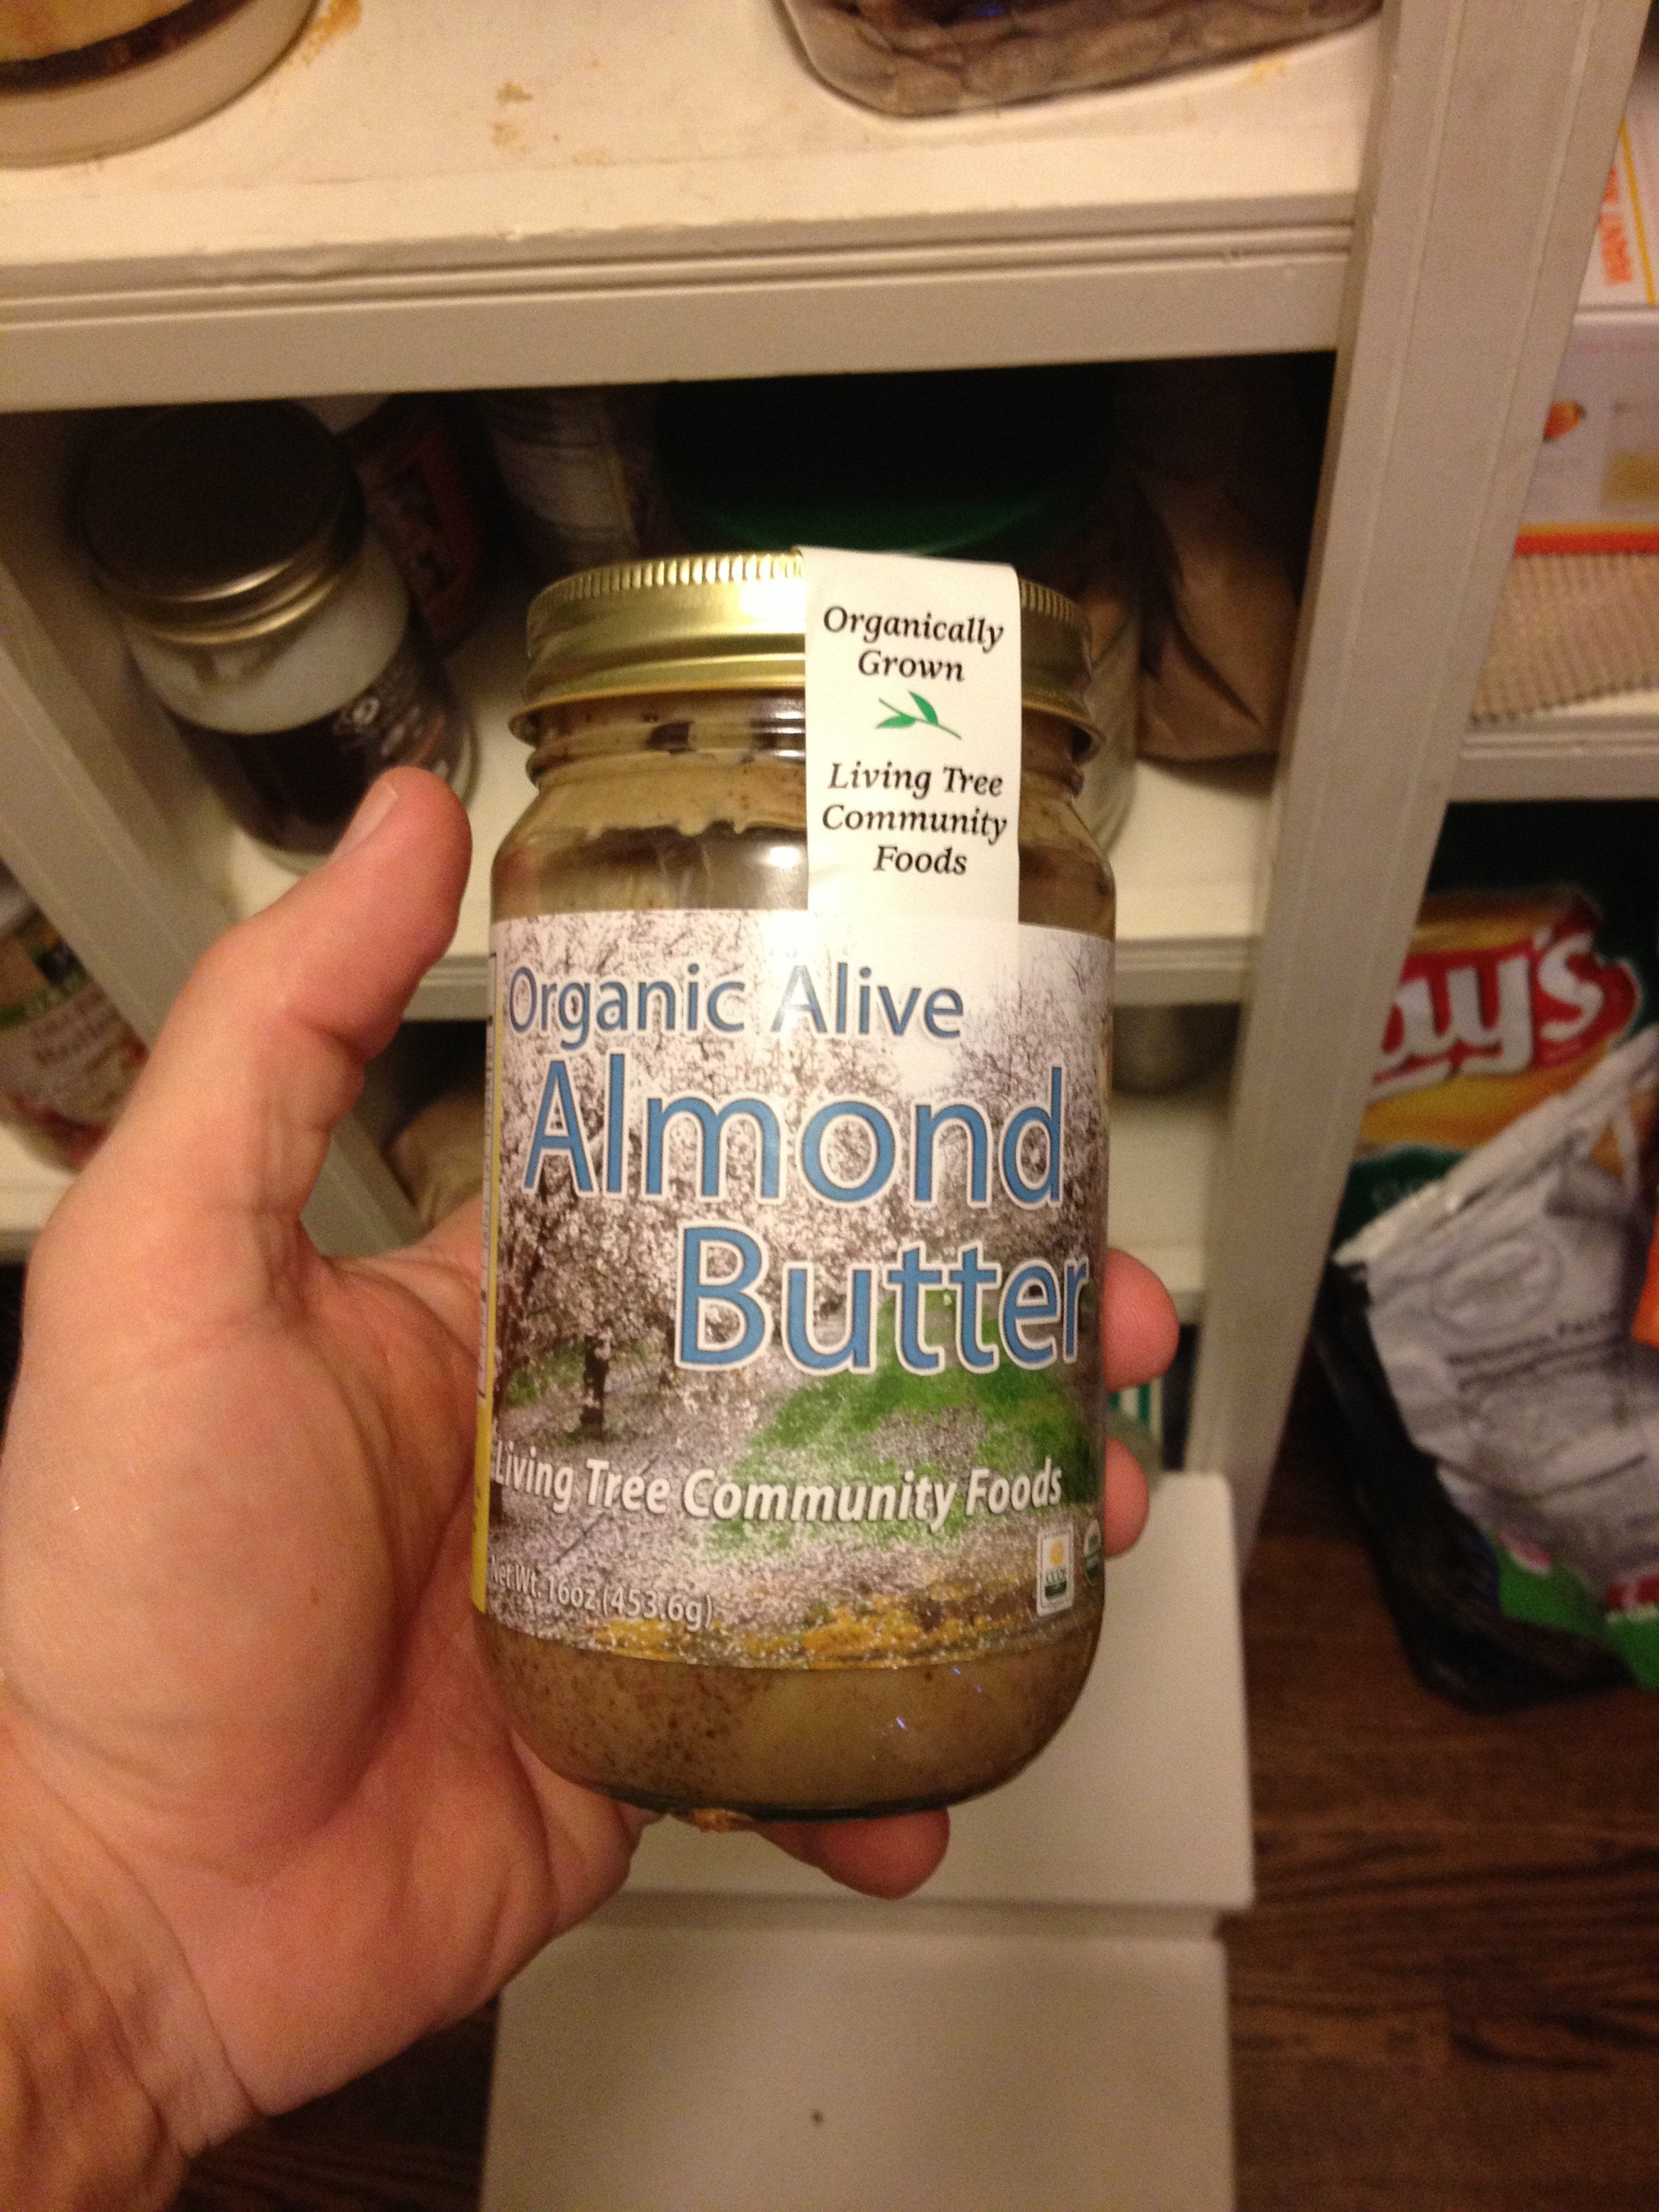 Organically
Grown
Living Tree
Community
Foods
Organic Alive
Almond
Butter
Living Tree Community Foods
Net Wt. 16oz (453.6g)
ay's